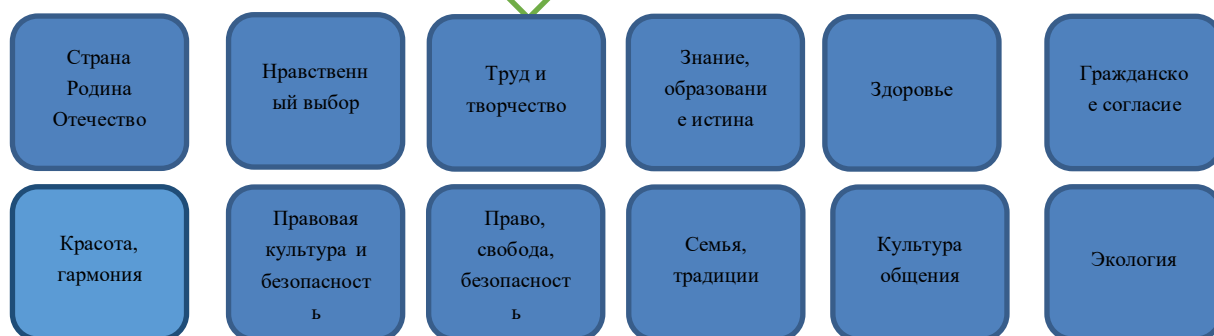 Страна
Родина
Отечество
Нравственн
ый выбор
Труд и
творчество
Знание,
образовани
е истина
Здоровье
Гражданско
е согласие
Красота,
гармония
Правовая
культура и
безопасност
ь
Право,
свобода,
безопасност
ь
Семья,
традиции
Культура
общения
Экология